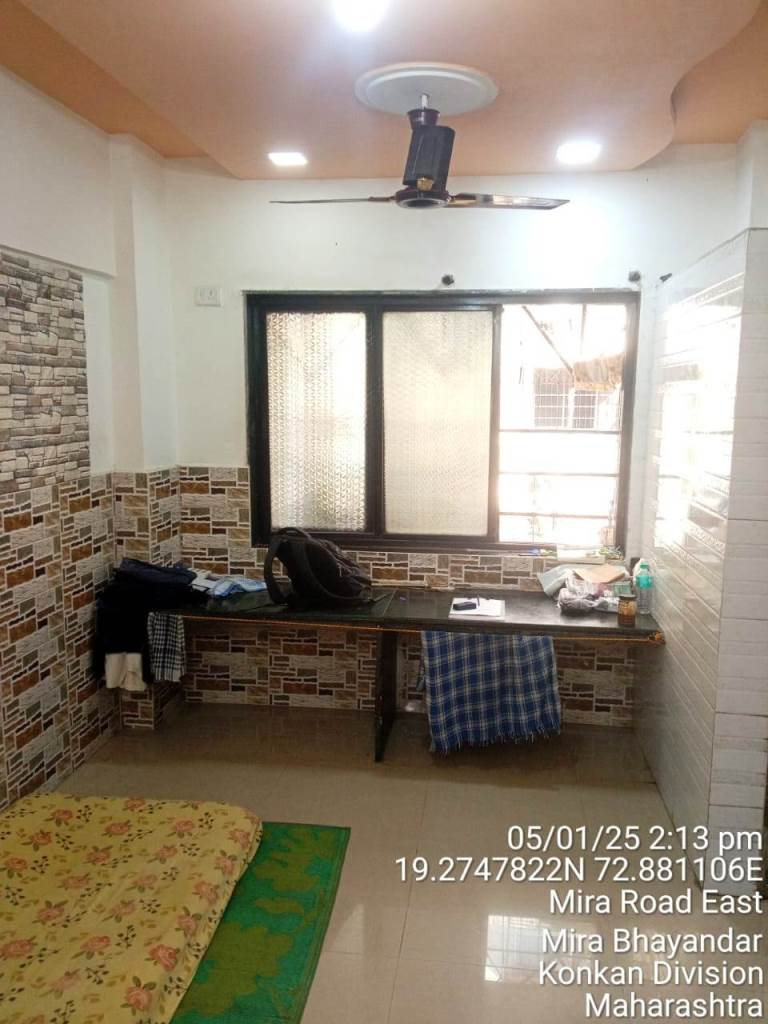 05/01/25 2:13 pm
19.2747822N 72.881106E
Mira Road East
Mira Bhayandar
Konkan Division
Maharashtra